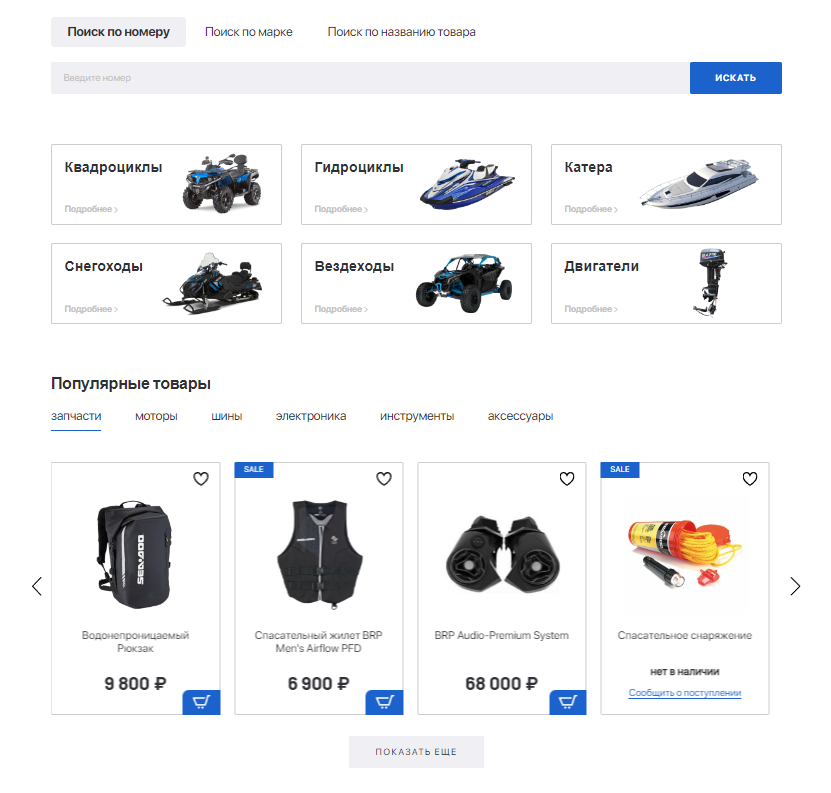 Поиск по номеру
Поиск по марке
Поиск по названию товара
Введите номер
ИСКАТЬ
Квадроциклы
Подробнее
Гидроциклы
Подробнее
Катера
Подробнее
Снегоходы
Подробнее
Вездеходы
Подробнее
Двигатели
Подробнее
Популярные товары
запчасти
моторы
шины
электроника
инструменты
аксессуары
SEA-DOO
Водонепроницаемый
Рюкзак
9 800 ₽
SALE
Спасательный жилет BRP
Men's Airflow PFD
6 900 ₽
BRP Audio-Premium System
68 000 ₽
SALE
Спасательное снаряжение
нет в наличии
Сообщить о поступлении
ПОКАЗАТЬ ЕЩЕ